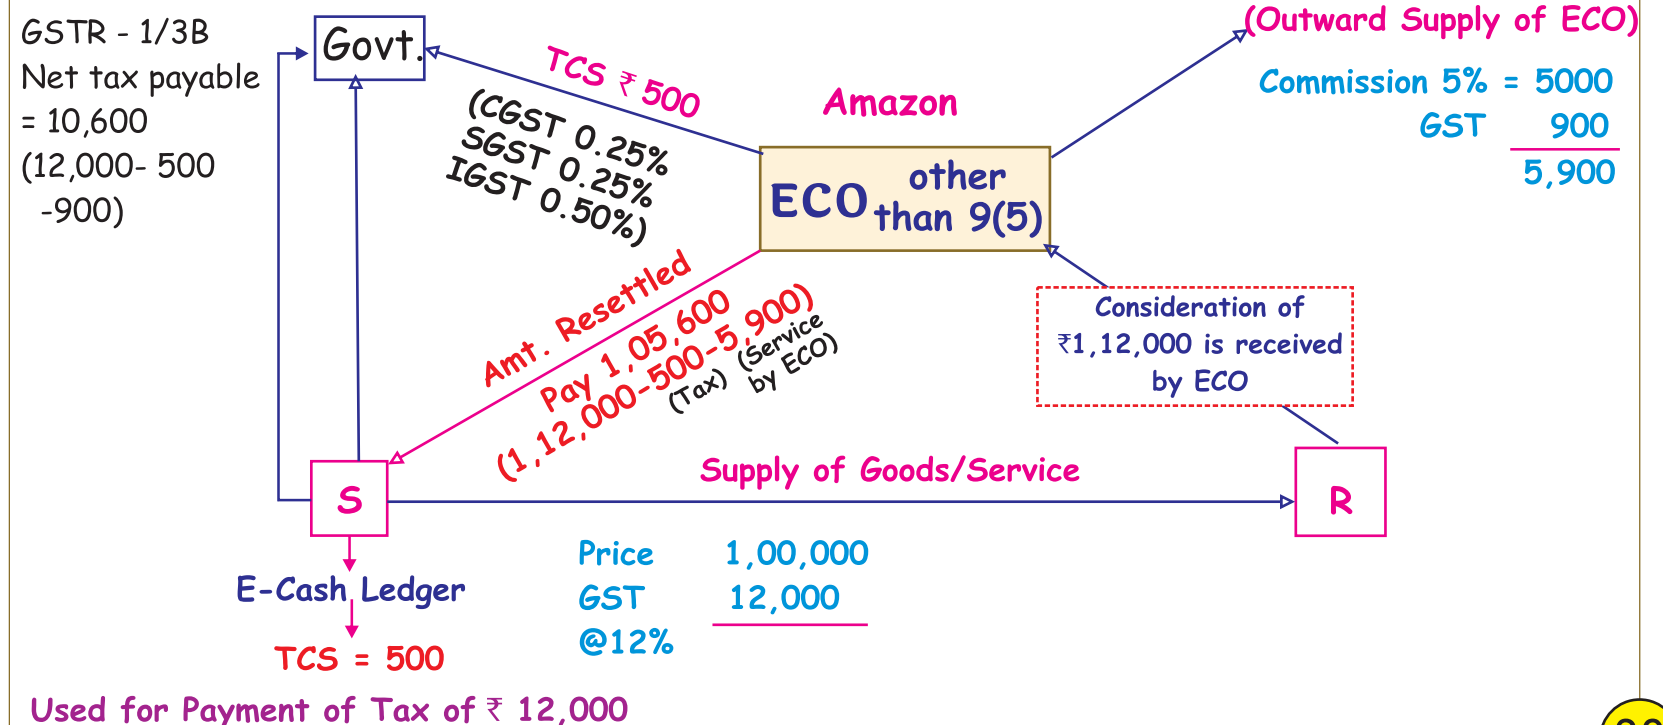 GSTR - 1/3B
Net tax payable
= 10,600
(12,000- 500
-900)
Govt.
TCS ₹ 500
(CGST 0.25%
SGST 0.25%
IGST 0.50%)
Amazon
ECO other
than 9(5)
(Outward Supply of ECO)
Commission 5% = 5000
GST 900
5,900
Consideration of
₹1,12,000 is received
by ECO
Amt. Resettled
Pay 1,05,600
(1,12,000-500-5,900)
(Tax) (Service
by ECO)
S
Supply of Goods/Service
R
E-Cash Ledger
TCS = 500
Price 1,00,000
GST 12,000
@12%
Used for Payment of Tax of ₹ 12,000